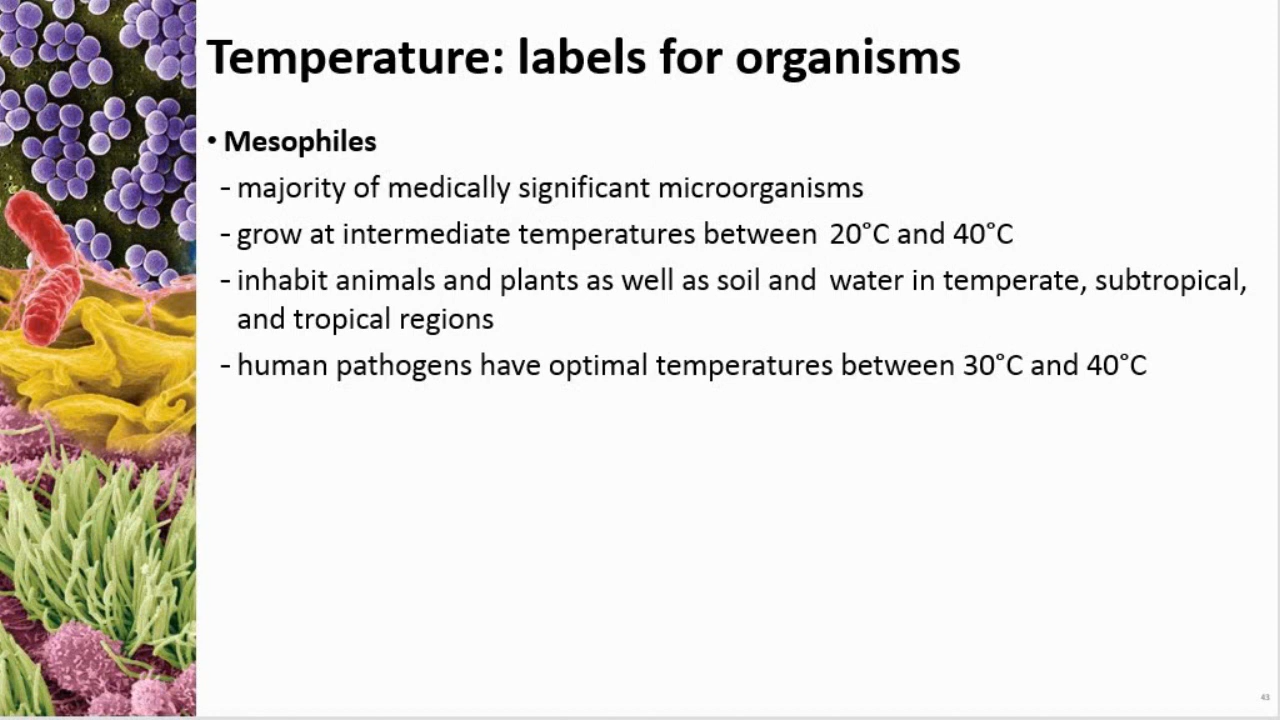 Temperature: labels for organisms
• Mesophiles
- majority of medically significant microorganisms
- grow at intermediate temperatures between 20°C and 40°C
- inhabit animals and plants as well as soil and water in temperate, subtropical,
and tropical regions
- human pathogens have optimal temperatures between 30°C and 40°C
43